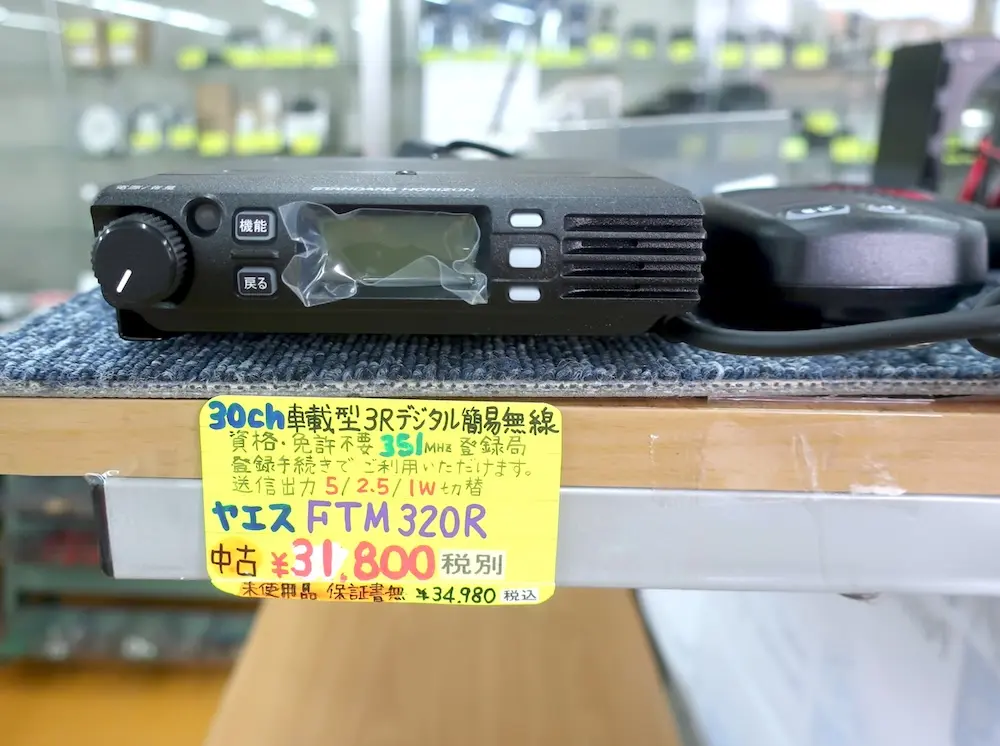 STANDARD HORIZON
機能
戻る
30ch車載型3Rデジタル簡易無線
資格・免許不要 351MHz 登録局
登録手続きで ご利用いただけます。
送信出力 5/2.5/1W切替
ヤエス FTM320R
中古 ¥31,800 税別
未使用品 保証書無 ¥34,980 税込